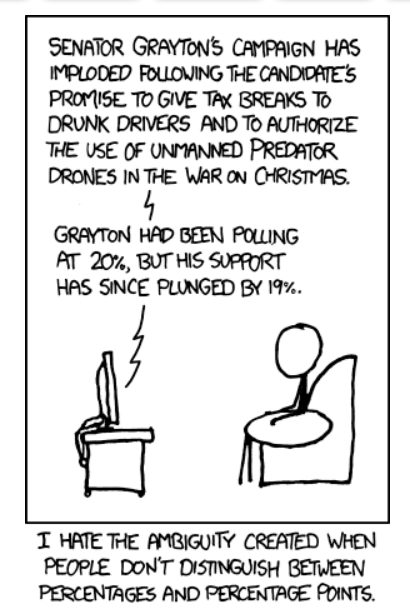 SENATOR GRAYTON'S CAMPAIGN HAS
IMPLODED FOLLOWING THE CANDIDATE'S
PROMISE TO GIVE TAX BREAKS TO
DRUNK DRIVERS AND TO AUTHORIZE
THE USE OF UNMANNED PREDATOR
DRONES IN THE WAR ON CHRISTMAS.
GRAYTON HAD BEEN POLLING
AT 20%, BUT HIS SUPPORT
HAS SINCE PLUNGED BY 19%.
I HATE THE AMBIGUITY CREATED WHEN
PEOPLE DON'T DISTINGUISH BETWEEN
PERCENTAGES AND PERCENTAGE POINTS.